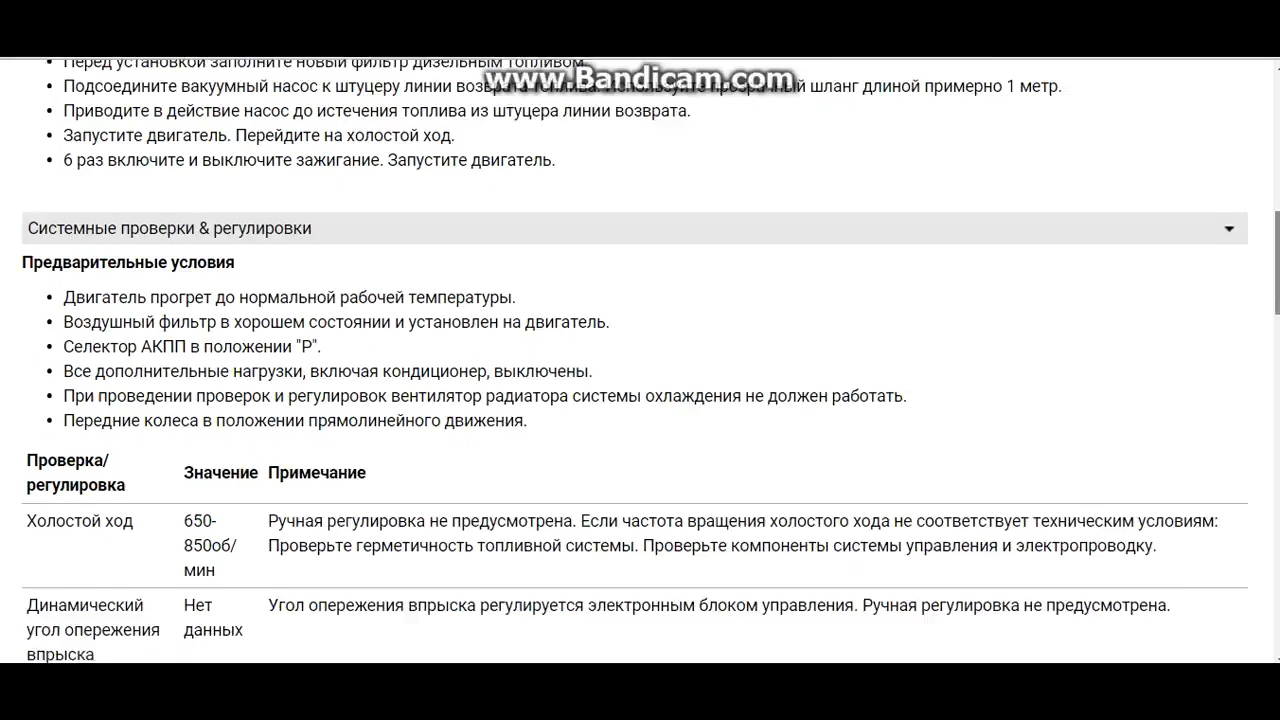 Перед установкой заполните новый фильтр дизельным топливом.
www.Bandicam.com
Подсоедините вакуумный насос к штуцеру линии возврата топлива. Используйте прозрачный шланг длиной примерно 1 метр.
Приводите в действие насос до истечения топлива из штуцера линии возврата.
Запустите двигатель. Перейдите на холостой ход.
6 раз включите и выключите зажигание. Запустите двигатель.
Системные проверки & регулировки
Предварительные условия
Двигатель прогрет до нормальной рабочей температуры.
Воздушный фильтр в хорошем состоянии и установлен на двигатель.
Селектор АКПП в положении "P".
Все дополнительные нагрузки, включая кондиционер, выключены.
При проведении проверок и регулировок вентилятор радиатора системы охлаждения не должен работать.
Передние колеса в положении прямолинейного движения.
Проверка/
регулировка
Значение
Примечание
Холостой ход
650-
850об/
мин
Ручная регулировка не предусмотрена. Если частота вращения холостого хода не соответствует техническим условиям:
Проверьте герметичность топливной системы. Проверьте компоненты системы управления и электропроводку.
Динамический
угол опережения
впрыска
Нет
данных
Угол опережения впрыска регулируется электронным блоком управления. Ручная регулировка не предусмотрена.